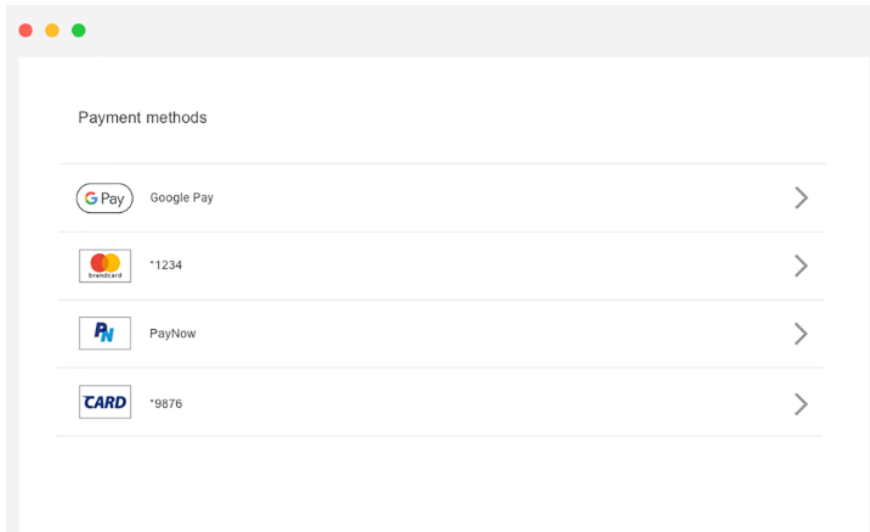 Payment methods
G Pay Google Pay
brandcard *1234
PN PayNow
CARD *9876